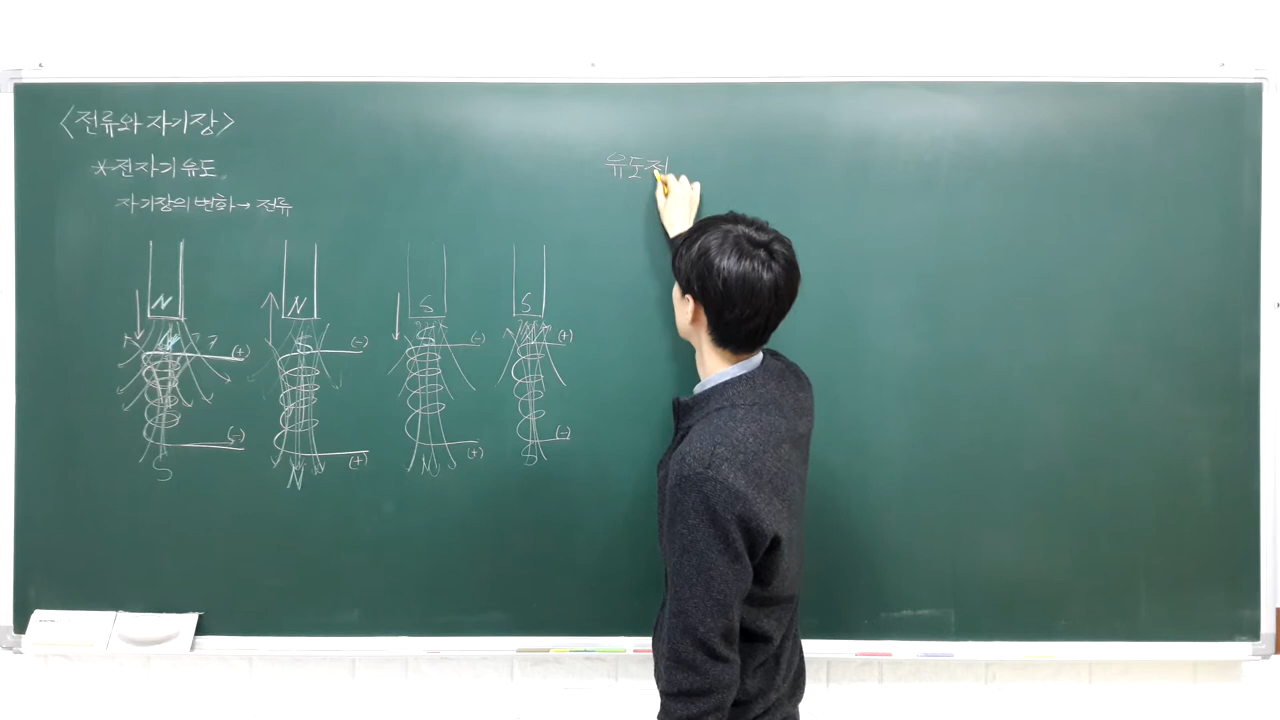 <전류와 자기장>
*전자기 유도
자기장의 변화→전류
유도전
N N S S
N S S N
(+) (-) (-) (+)
(-) (+) (+) (-)
S N N S